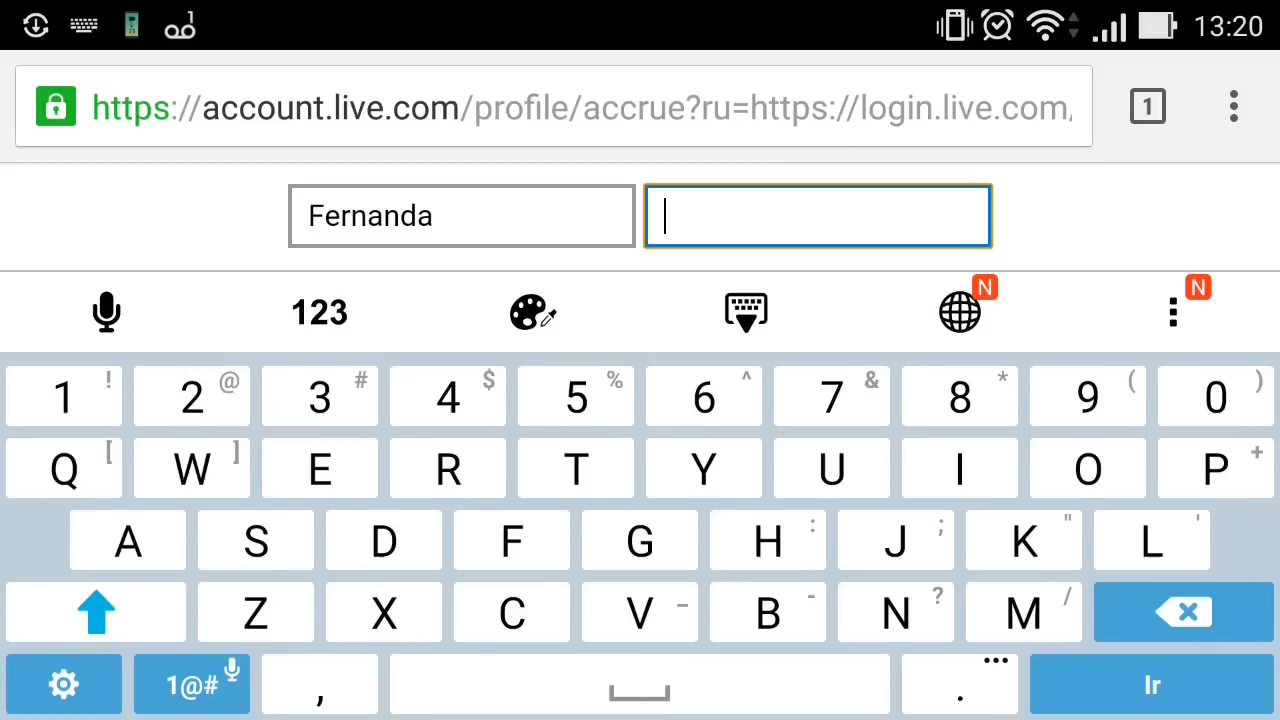 1
13:20
https://account.live.com/profile/accrue?ru=https://login.live.com,
1
Fernanda
123
N
N
1 ! 2 @ 3 # 4 $ 5 % 6 ^ 7 & 8 * 9 ( 0 )
Q [ W ] E R T Y U I O P +
A S D F G H : J ; K " L '
Z X C V _ B - N ? M /
1@# , . ... Ir